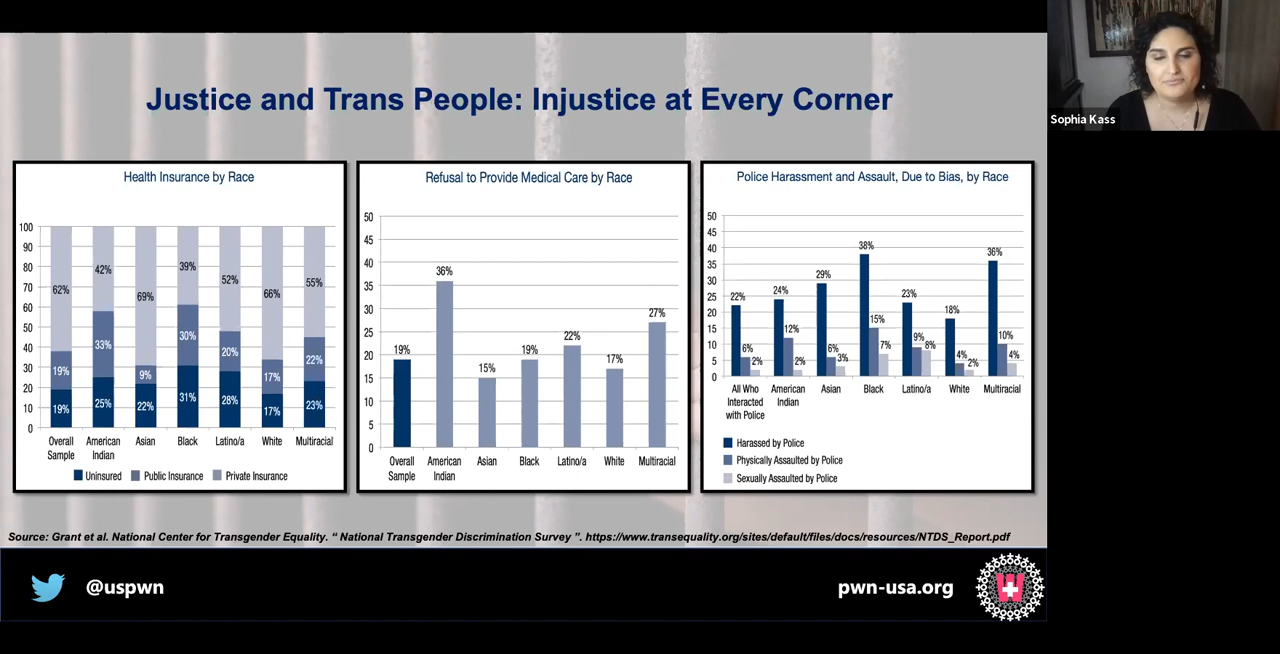 Justice and Trans People: Injustice at Every Corner
Sophia Kass
Health Insurance by Race
100
90
80
70
60
50
40
30
20
10
0
62%
19%
19%
42%
33%
25%
69%
9%
22%
39%
30%
31%
52%
20%
28%
66%
17%
17%
55%
22%
23%
Overall
Sample
American
Indian
Asian
Black
Latino/a
White
Multiracial
Uninsured
Public Insurance
Private Insurance
Refusal to Provide Medical Care by Race
50
45
40
35
30
25
20
15
10
5
0
19%
36%
15%
19%
22%
17%
27%
Overall
Sample
American
Indian
Asian
Black
Latino/a
White
Multiracial
Police Harassment and Assault, Due to Bias, by Race
50
45
40
35
30
25
20
15
10
5
0
22%
6%
2%
24%
12%
2%
29%
6%
3%
38%
15%
7%
23%
9%
8%
18%
4%
2%
36%
10%
4%
All Who
Interacted
with Police
American
Indian
Asian
Black
Latino/a
White
Multiracial
Harassed by Police
Physically Assaulted by Police
Sexually Assaulted by Police
Source: Grant et al. National Center for Transgender Equality. “ National Transgender Discrimination Survey ”. https://www.transequality.org/sites/default/files/docs/resources/NTDS_Report.pdf
@uspwn
pwn-usa.org